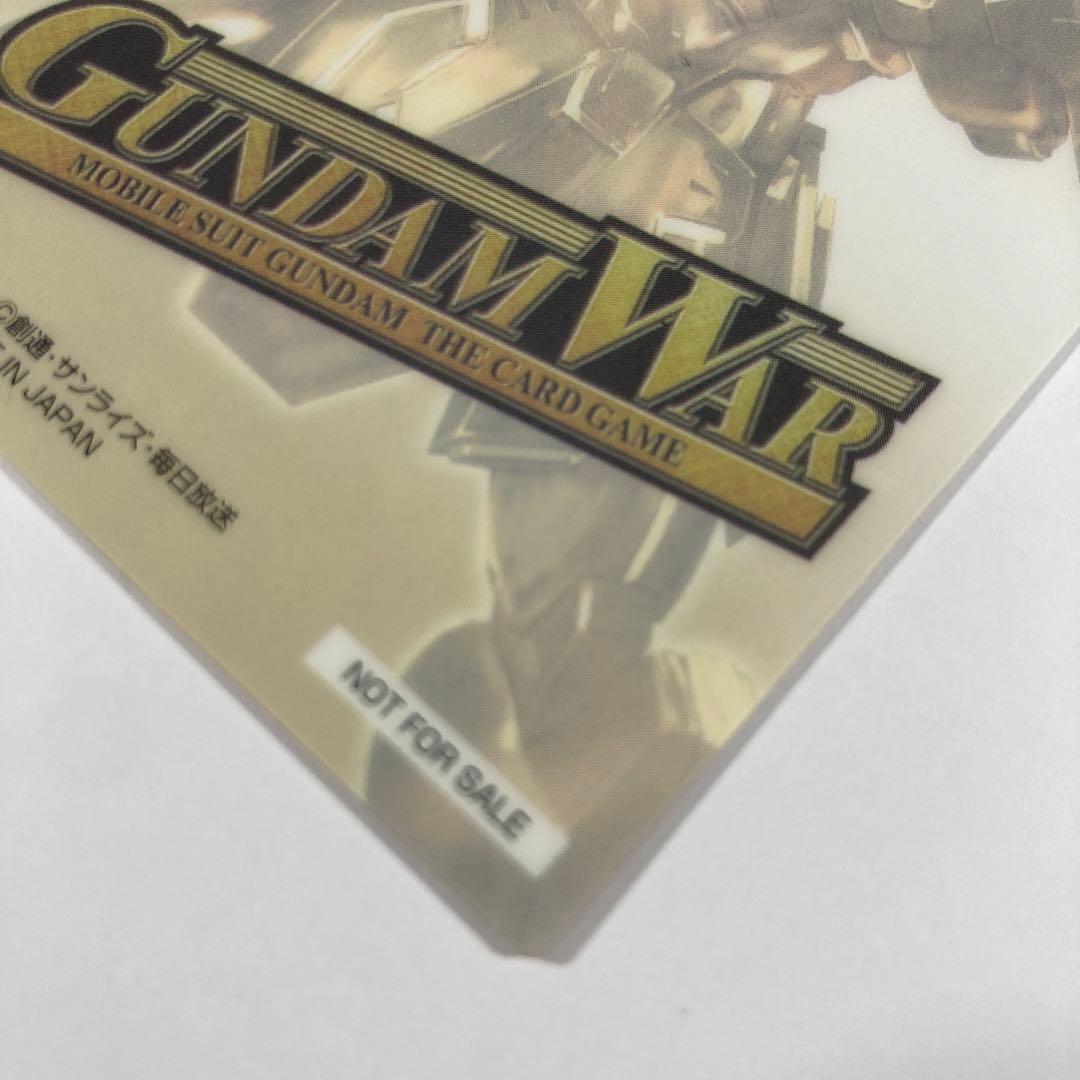 GUNDAM WAR
MOBILE SUIT GUNDAM THE CARD GAME
©創通・サンライズ・毎日放送
IN JAPAN
NOT FOR SALE